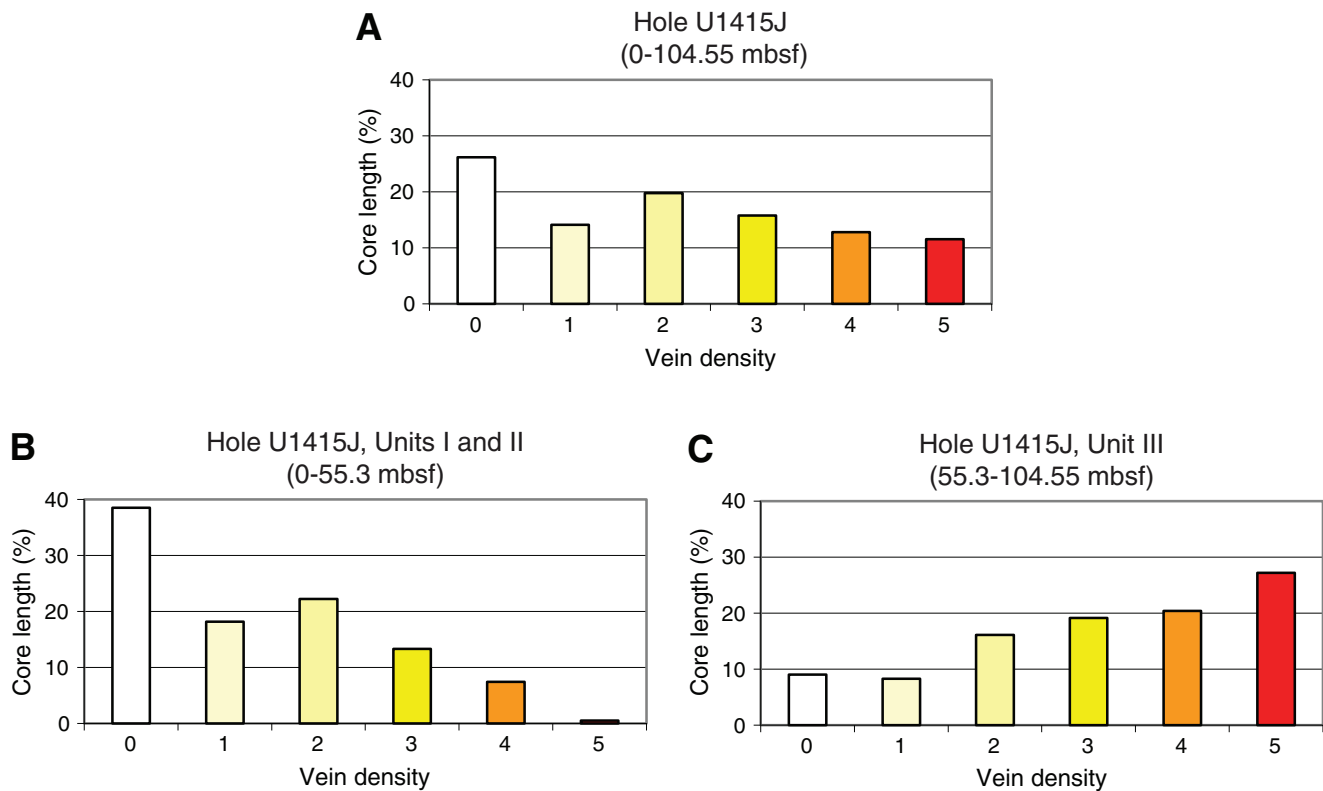 A
Hole U1415J
(0-104.55 mbsf)
Core length (%)
40
30
20
10
0
0 1 2 3 4 5
Vein density
B
Hole U1415J, Units I and II
(0-55.3 mbsf)
Core length (%)
40
30
20
10
0
0 1 2 3 4 5
Vein density
C
Hole U1415J, Unit III
(55.3-104.55 mbsf)
Core length (%)
40
30
20
10
0
0 1 2 3 4 5
Vein density